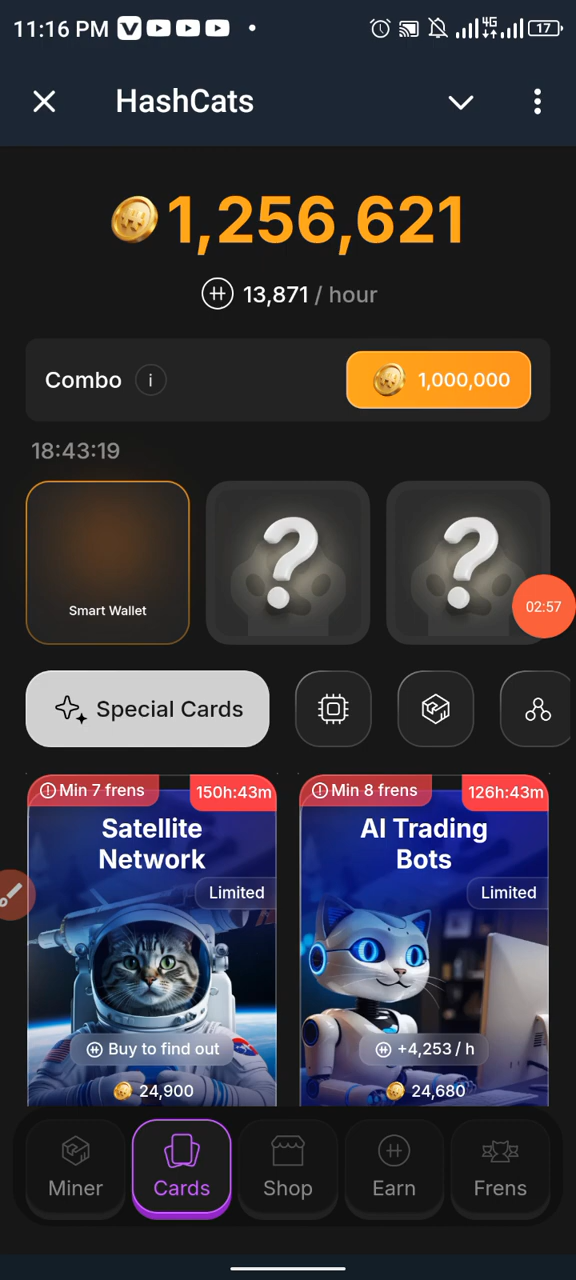 11:16 PM
4G
17
HashCats
1,256,621
13,871 / hour
Combo
i
1,000,000
18:43:19
Smart Wallet
?
?
02:57
Special Cards
Min 7 frens
150h:43m
Satellite
Network
Limited
Buy to find out
24,900
Min 8 frens
126h:43m
AI Trading
Bots
Limited
+4,253 / h
24,680
Miner
Cards
Shop
Earn
Frens